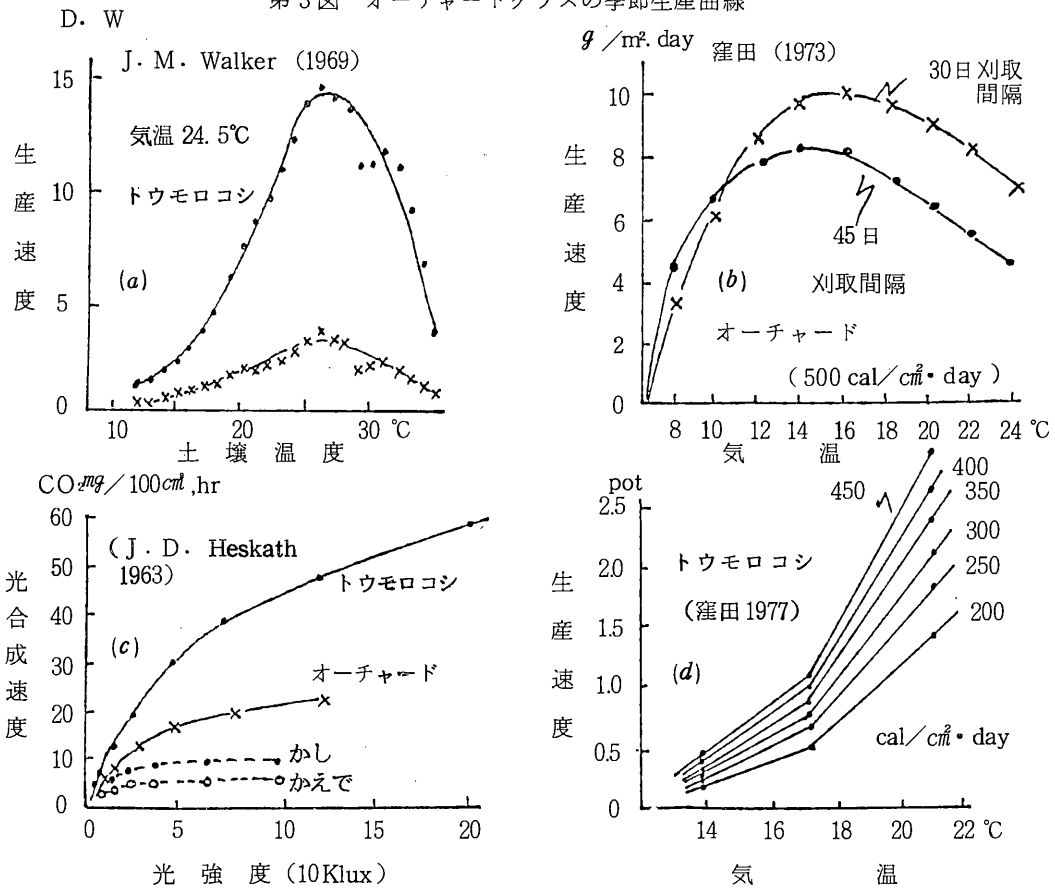 第3図 オーチャードグラスの季節生産曲線
D. W
J. M. Walker (1969)
気温 24.5℃
トウモロコシ
生産速度
(a)
15
10
5
0
10 20 30 ℃
土壌温度
g/m². day
窪田 (1973)
30日刈取
間隔
45日
刈取間隔
(b)
オーチャード
(500 cal/cm²・day)
生産速度
10
8
6
4
2
0
8 10 12 14 16 18 20 22 24 ℃
気温
CO₂mg/100cm²,hr
(J. D. Heskath
1963)
トウモロコシ
(c)
オーチャード
かし
かえで
光合成速度
60
50
40
30
20
10
0
0 5 10 15 20
光強度 (10Klux)
pot
450
400
350
300
250
200
トウモロコシ
(窪田1977)
(d)
cal/cm²・day
生産速度
2.5
2.0
1.5
1.0
0.5
0
14 16 18 20 22 ℃
気温